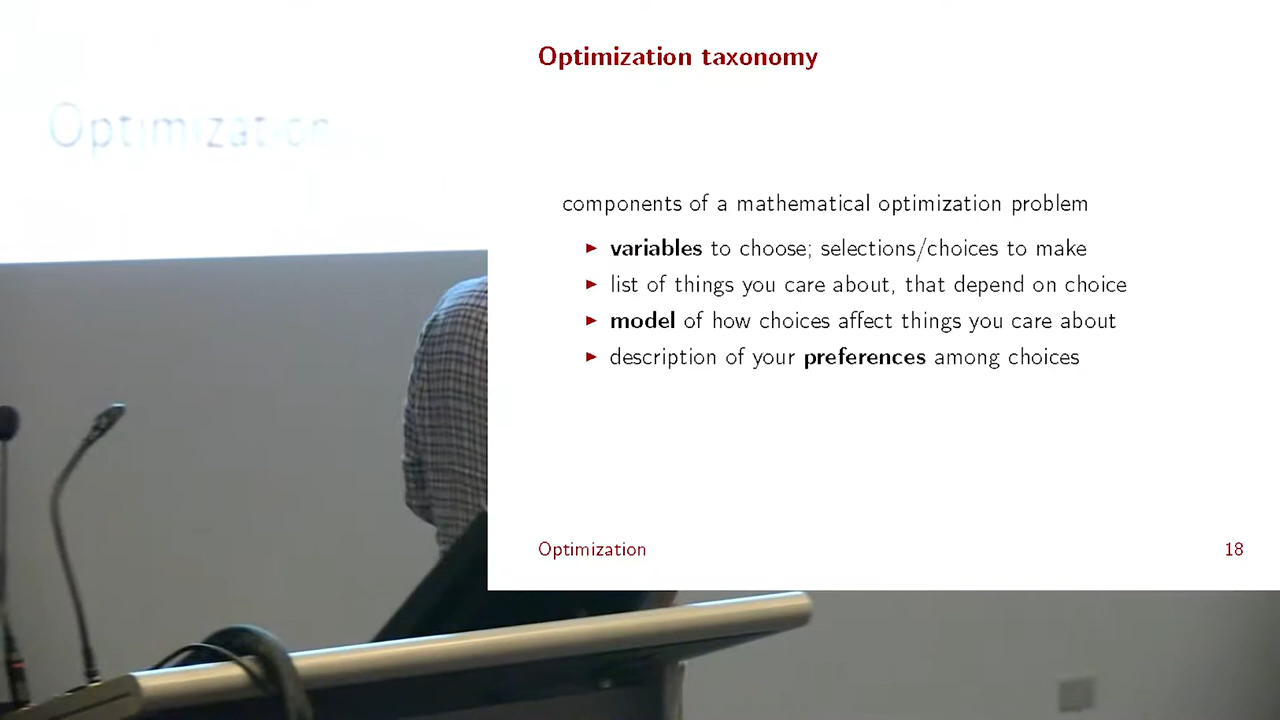 Optimization
Optimization taxonomy
components of a mathematical optimization problem
▶ variables to choose; selections/choices to make
▶ list of things you care about, that depend on choice
▶ model of how choices affect things you care about
▶ description of your preferences among choices
Optimization 18